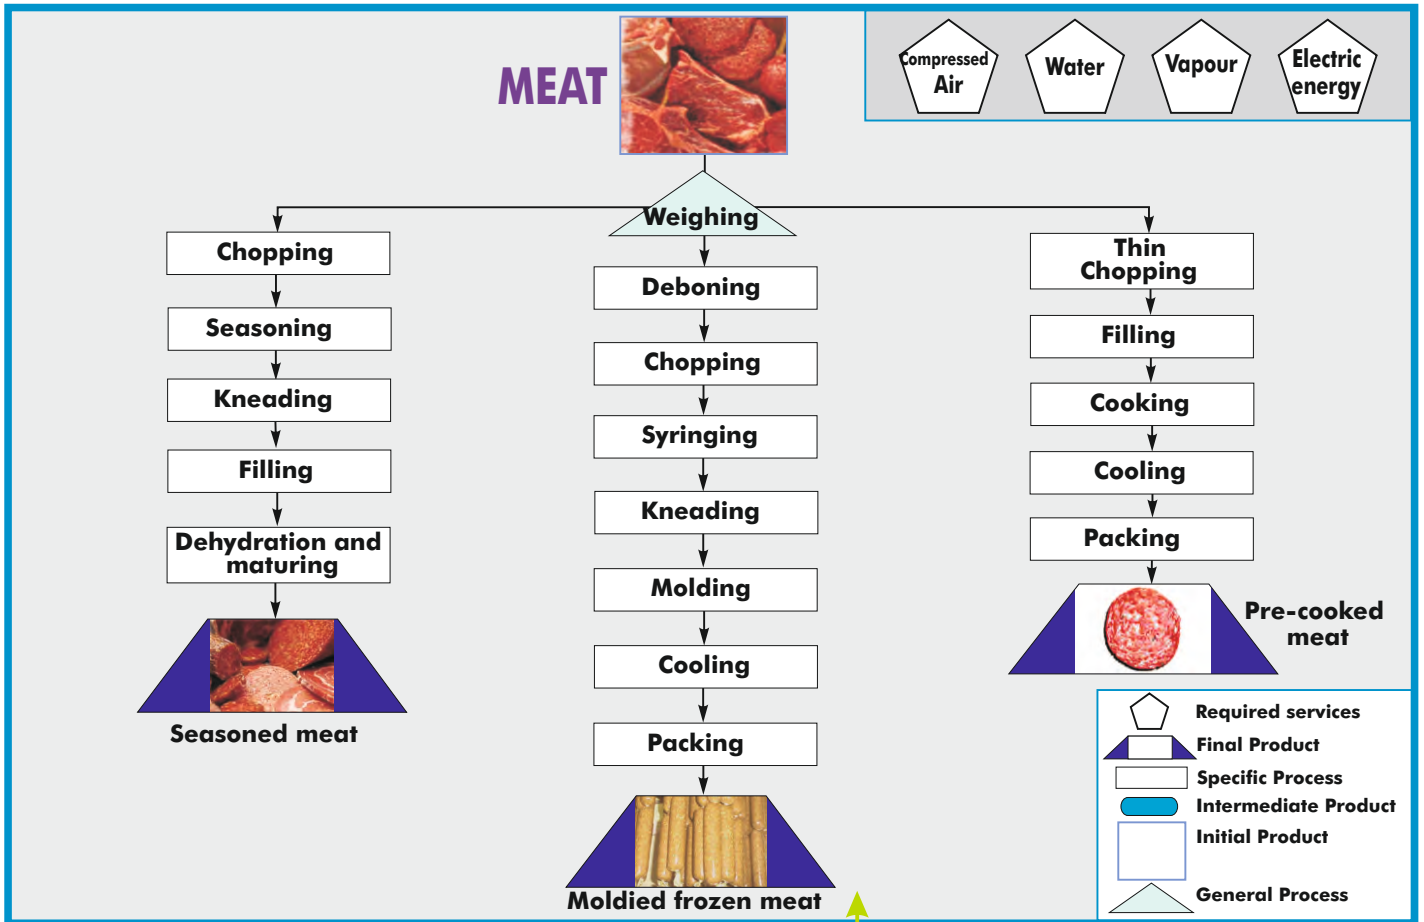 MEAT
Compressed
Air
Water
Vapour
Electric
energy
Weighing
Chopping
Seasoning
Kneading
Filling
Dehydration and
maturing
Seasoned meat
Deboning
Chopping
Syringing
Kneading
Molding
Cooling
Packing
Moldied frozen meat
Thin
Chopping
Filling
Cooking
Cooling
Packing
Pre-cooked
meat
Required services
Final Product
Specific Process
Intermediate Product
Initial Product
General Process